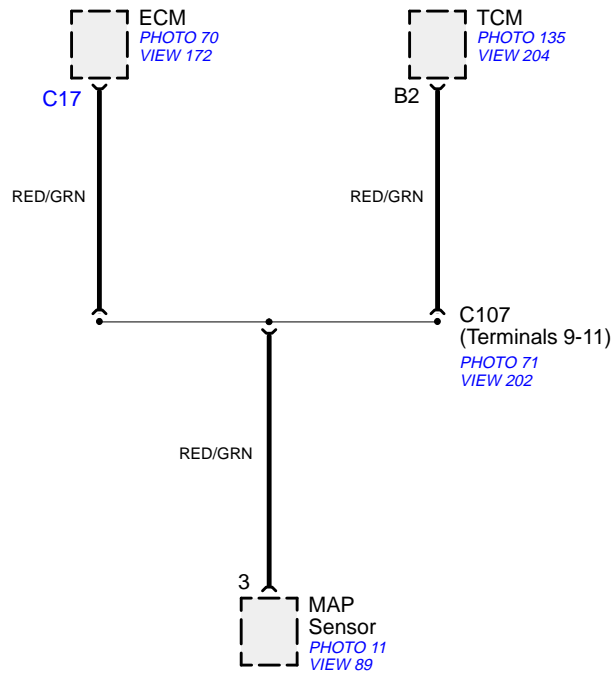 ECM
PHOTO 70
VIEW 172
C17
TCM
PHOTO 135
VIEW 204
B2
RED/GRN
RED/GRN
C107
(Terminals 9-11)
PHOTO 71
VIEW 202
RED/GRN
3
MAP
Sensor
PHOTO 11
VIEW 89